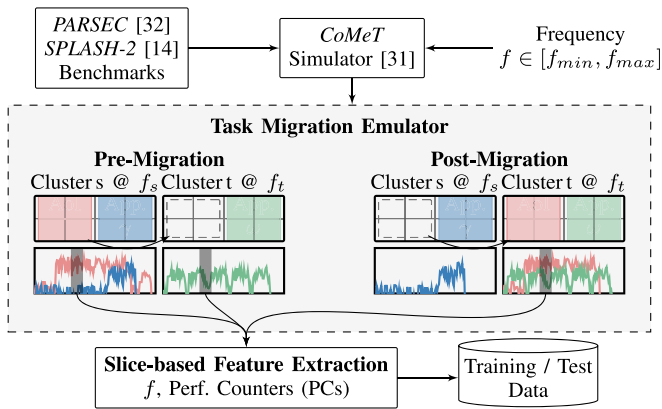 PARSEC [32]
SPLASH-2 [14]
Benchmarks
CoMeT
Simulator [31]
Frequency
f ∈ [f_min, f_max]
Task Migration Emulator
Pre-Migration
Cluster s @ f_s Cluster t @ f_t
Post-Migration
Cluster s @ f_s Cluster t @ f_t
Slice-based Feature Extraction
f, Perf. Counters (PCs)
Training / Test
Data